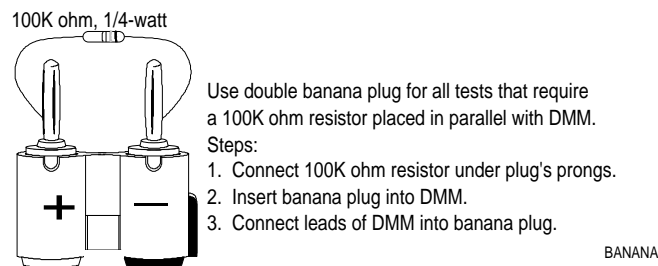 100K ohm, 1/4-watt
Use double banana plug for all tests that require
a 100K ohm resistor placed in parallel with DMM.
Steps:
1. Connect 100K ohm resistor under plug's prongs.
2. Insert banana plug into DMM.
3. Connect leads of DMM into banana plug.
+ −
BANANA